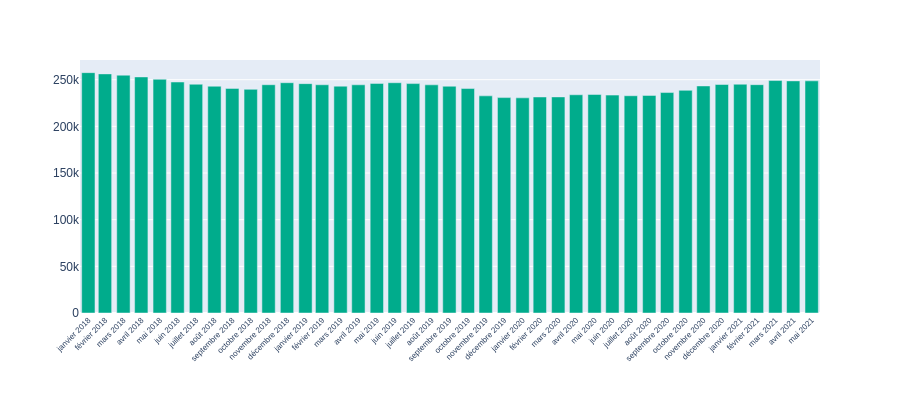 250k
200k
150k
100k
50k
0
janvier 2018
février 2018
mars 2018
avril 2018
mai 2018
juin 2018
juillet 2018
août 2018
septembre 2018
octobre 2018
novembre 2018
décembre 2018
janvier 2019
février 2019
mars 2019
avril 2019
mai 2019
juin 2019
juillet 2019
août 2019
septembre 2019
octobre 2019
novembre 2019
décembre 2019
janvier 2020
février 2020
mars 2020
avril 2020
mai 2020
juin 2020
juillet 2020
août 2020
septembre 2020
octobre 2020
novembre 2020
décembre 2020
janvier 2021
février 2021
mars 2021
avril 2021
mai 2021